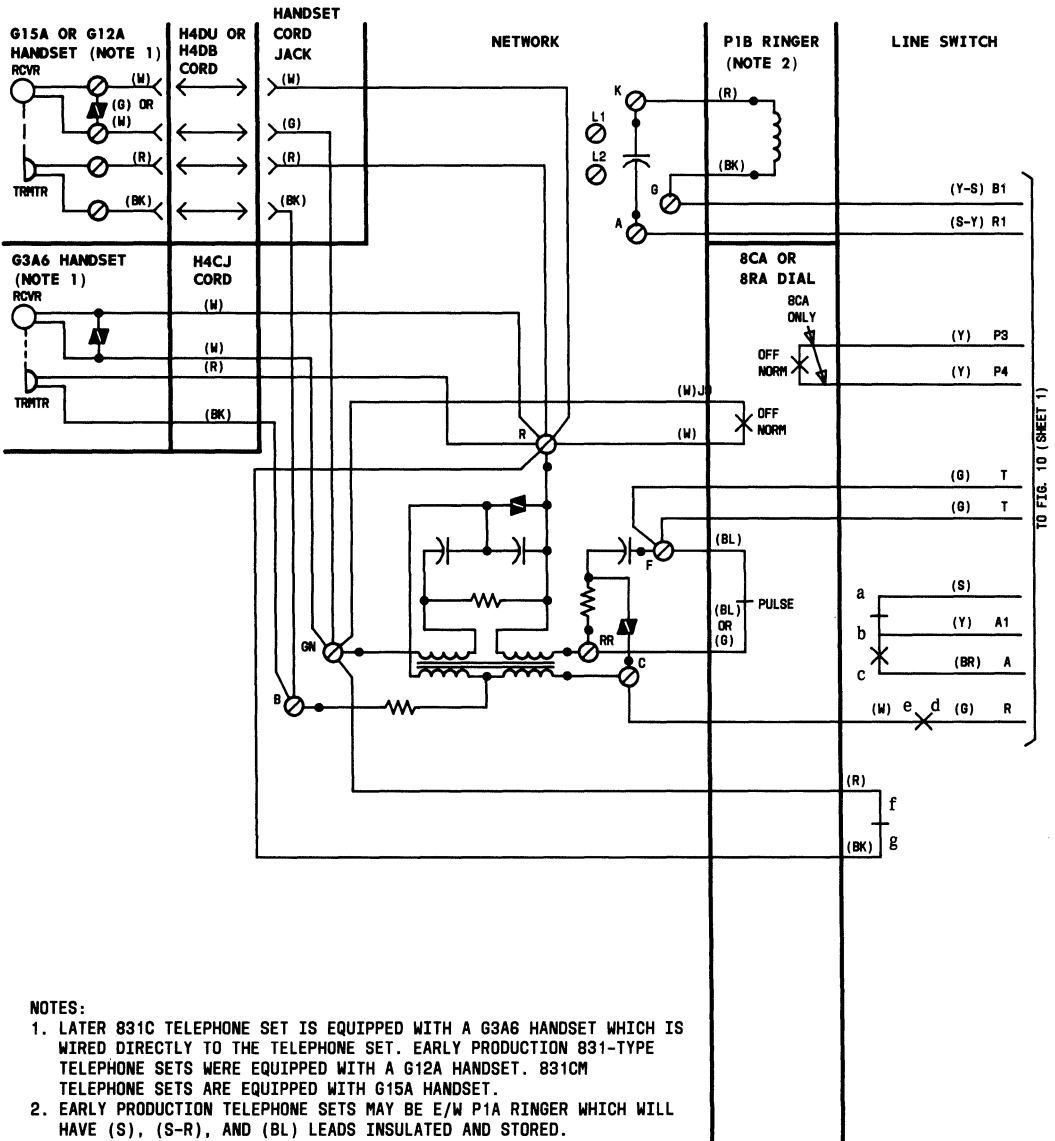 G15A OR G12A
HANDSET (NOTE 1)
H4DU OR
H4DB
CORD
HANDSET
CORD
JACK
NETWORK
P1B RINGER
(NOTE 2)
LINE SWITCH
RCVR
(W)
(W)
K
(R)
(G) OR
(W)
(G)
L1
L2
(R)
(R)
(BK)
TRMTR
(BK)
(BK)
G
(Y-S) B1
A
(S-Y) R1
G3A6 HANDSET
(NOTE 1)
H4CJ
CORD
8CA OR
8RA DIAL
RCVR
(W)
8CA
ONLY
(Y) P3
(W)
OFF
NORM
(R)
(Y) P4
TRMTR
(BK)
(W)
OFF
NORM
R
(W)
(G) T
(G) T
TO FIG. 10 (SHEET 1)
F
(BL)
a
(S)
(BL)
OR
(G)
PULSE
b
(Y) A1
GN
RR
C
c
(BR) A
B
(W) e d (G) R
(R)
f
(BK)
g
NOTES:
1. LATER 831C TELEPHONE SET IS EQUIPPED WITH A G3A6 HANDSET WHICH IS
WIRED DIRECTLY TO THE TELEPHONE SET. EARLY PRODUCTION 831-TYPE
TELEPHONE SETS WERE EQUIPPED WITH A G12A HANDSET. 831CM
TELEPHONE SETS ARE EQUIPPED WITH G15A HANDSET.
2. EARLY PRODUCTION TELEPHONE SETS MAY BE E/W P1A RINGER WHICH WILL
HAVE (S), (S-R), AND (BL) LEADS INSULATED AND STORED.